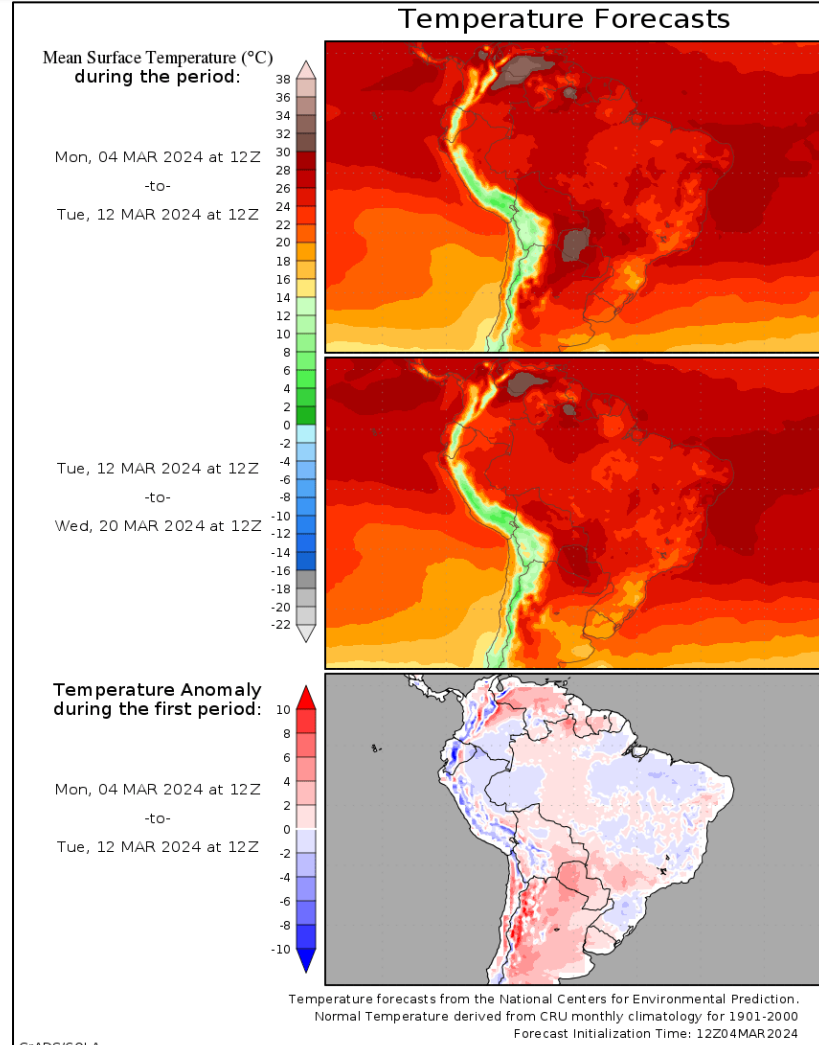 Temperature Forecasts
Mean Surface Temperature (°C)
during the period:
38
36
34
32
30
28
26
24
22
20
18
16
14
12
10
8
6
4
2
0
-2
-4
-6
-8
-10
-12
-14
-16
-18
-20
-22
Mon, 04 MAR 2024 at 12Z
-to-
Tue, 12 MAR 2024 at 12Z
Tue, 12 MAR 2024 at 12Z
-to-
Wed, 20 MAR 2024 at 12Z
Temperature Anomaly
during the first period:
10
8
6
4
2
0
-2
-4
-6
-8
-10
Mon, 04 MAR 2024 at 12Z
-to-
Tue, 12 MAR 2024 at 12Z
Temperature forecasts from the National Centers for Environmental Prediction.
Normal Temperature derived from CRU monthly climatology for 1901-2000
Forecast Initialization Time: 12Z04MAR2024